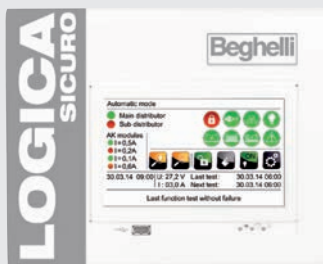 LOGICA
SICURO
Beghelli
Automatic mode
Main distributor
Sub distributor
AK modules
I = 0,5A
I = 0,2A
I = 0,1A
I = 0,6A
30.03.14 09:00 U: 27,2 V Last test: 30.03.14 06:00
I : 03,0 A Next test: 30.03.14 06:00
Last function test without failure